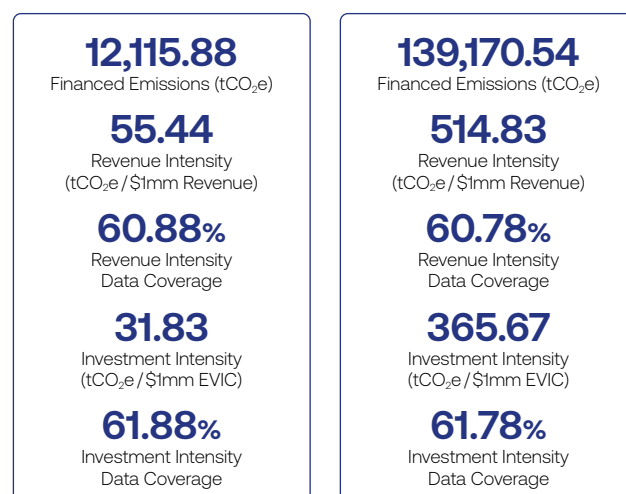 12,115.88
Financed Emissions (tCO₂e)
55.44
Revenue Intensity
(tCO₂e/$1mm Revenue)
60.88%
Revenue Intensity
Data Coverage
31.83
Investment Intensity
(tCO₂e/$1mm EVIC)
61.88%
Investment Intensity
Data Coverage
139,170.54
Financed Emissions (tCO₂e)
514.83
Revenue Intensity
(tCO₂e/$1mm Revenue)
60.78%
Revenue Intensity
Data Coverage
365.67
Investment Intensity
(tCO₂e/$1mm EVIC)
61.78%
Investment Intensity
Data Coverage